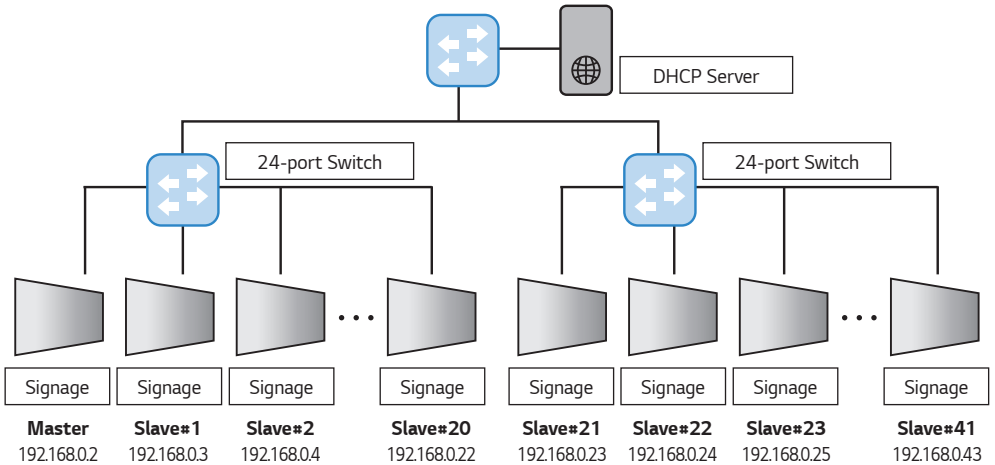 DHCP Server
24-port Switch
24-port Switch
Signage Signage Signage Signage Signage Signage Signage Signage
Master Slave#1 Slave#2 Slave#20 Slave#21 Slave#22 Slave#23 Slave#41
192.168.0.2 192.168.0.3 192.168.0.4 192.168.0.22 192.168.0.23 192.168.0.24 192.168.0.25 192.168.0.43